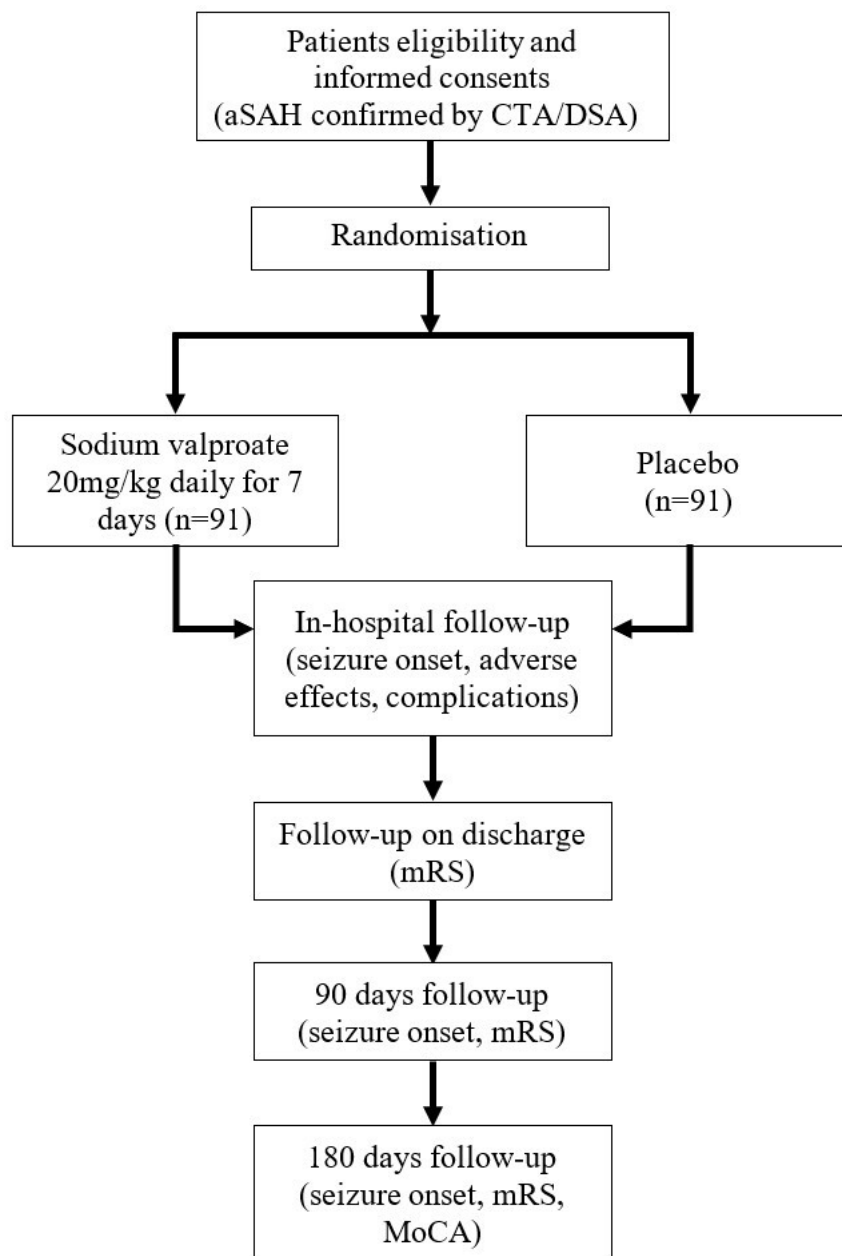 Patients eligibility and
informed consents
(aSAH confirmed by CTA/DSA)
Randomisation
Sodium valproate
20mg/kg daily for 7
days (n=91)
Placebo
(n=91)
In-hospital follow-up
(seizure onset, adverse
effects, complications)
Follow-up on discharge
(mRS)
90 days follow-up
(seizure onset, mRS)
180 days follow-up
(seizure onset, mRS,
MoCA)